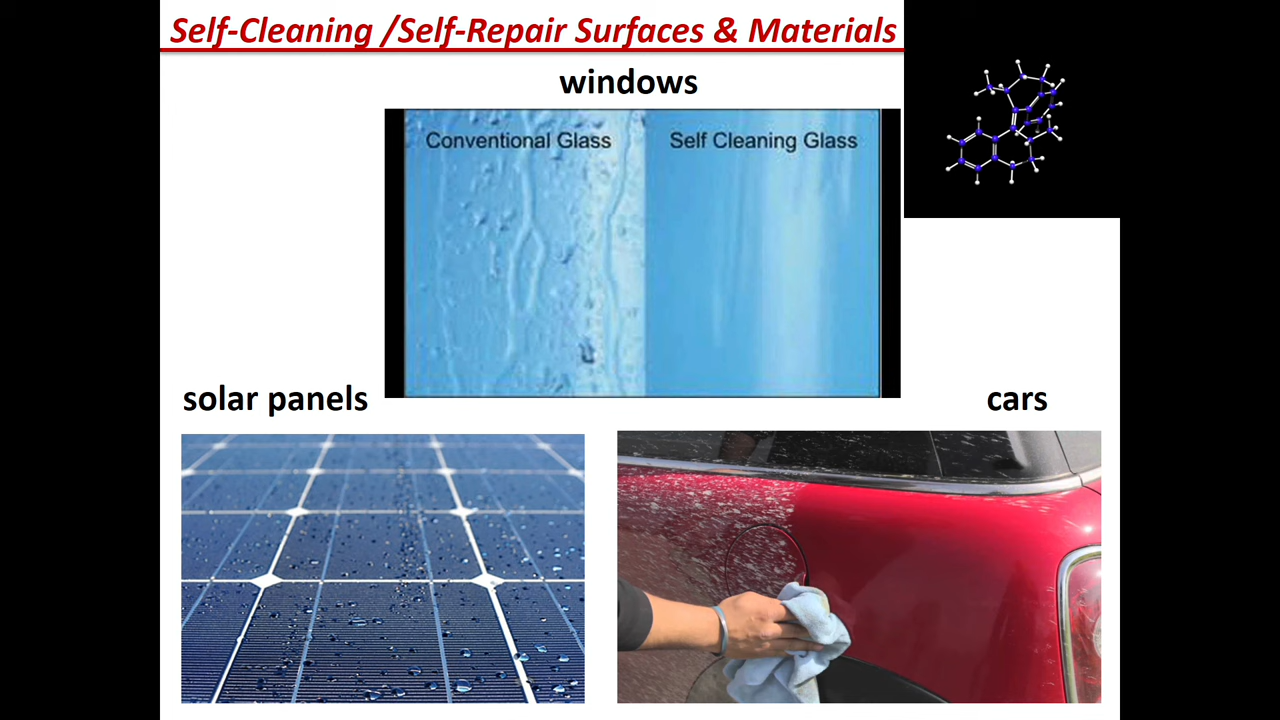 Self-Cleaning /Self-Repair Surfaces & Materials
windows
Conventional Glass
Self Cleaning Glass
solar panels
cars